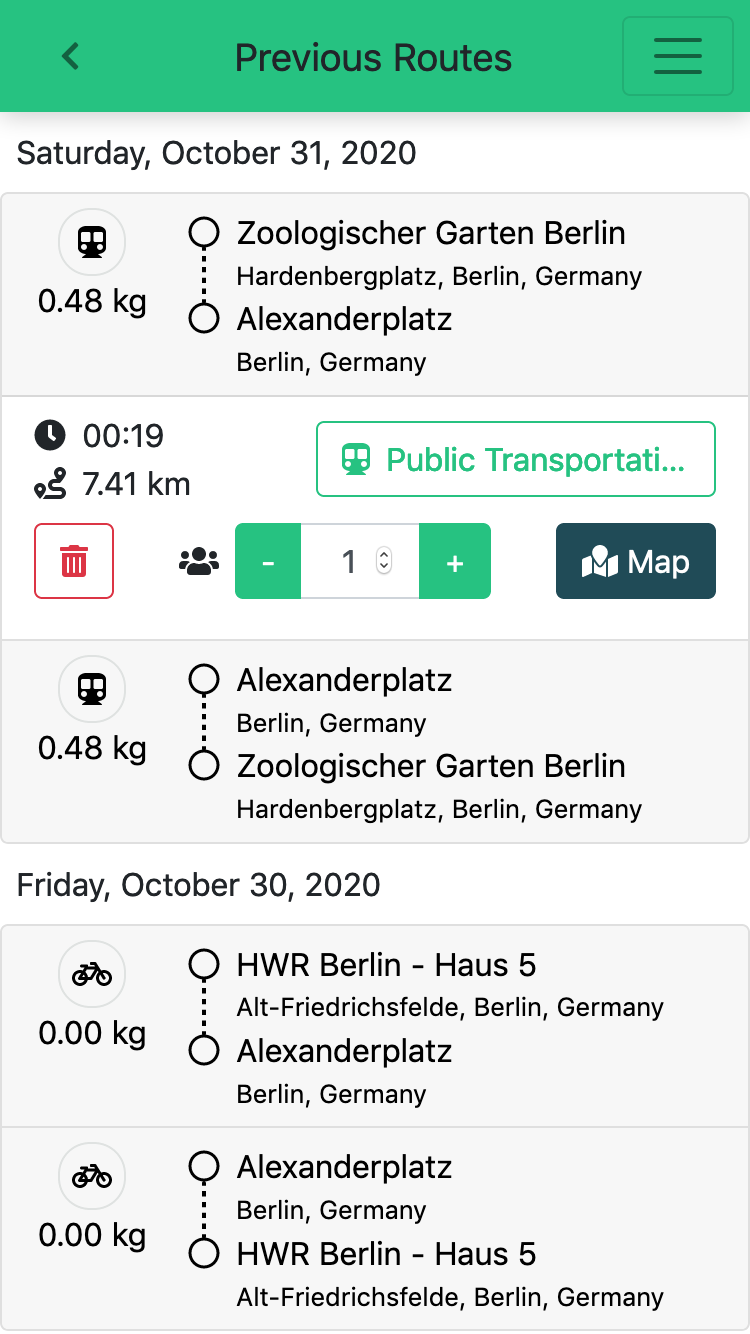 Previous Routes
Saturday, October 31, 2020
Zoologischer Garten Berlin
Hardenbergplatz, Berlin, Germany
0.48 kg
Alexanderplatz
Berlin, Germany
00:19
7.41 km
Public Transportati...
- 1 +
Map
Alexanderplatz
Berlin, Germany
0.48 kg
Zoologischer Garten Berlin
Hardenbergplatz, Berlin, Germany
Friday, October 30, 2020
HWR Berlin - Haus 5
Alt-Friedrichsfelde, Berlin, Germany
0.00 kg
Alexanderplatz
Berlin, Germany
Alexanderplatz
Berlin, Germany
0.00 kg
HWR Berlin - Haus 5
Alt-Friedrichsfelde, Berlin, Germany